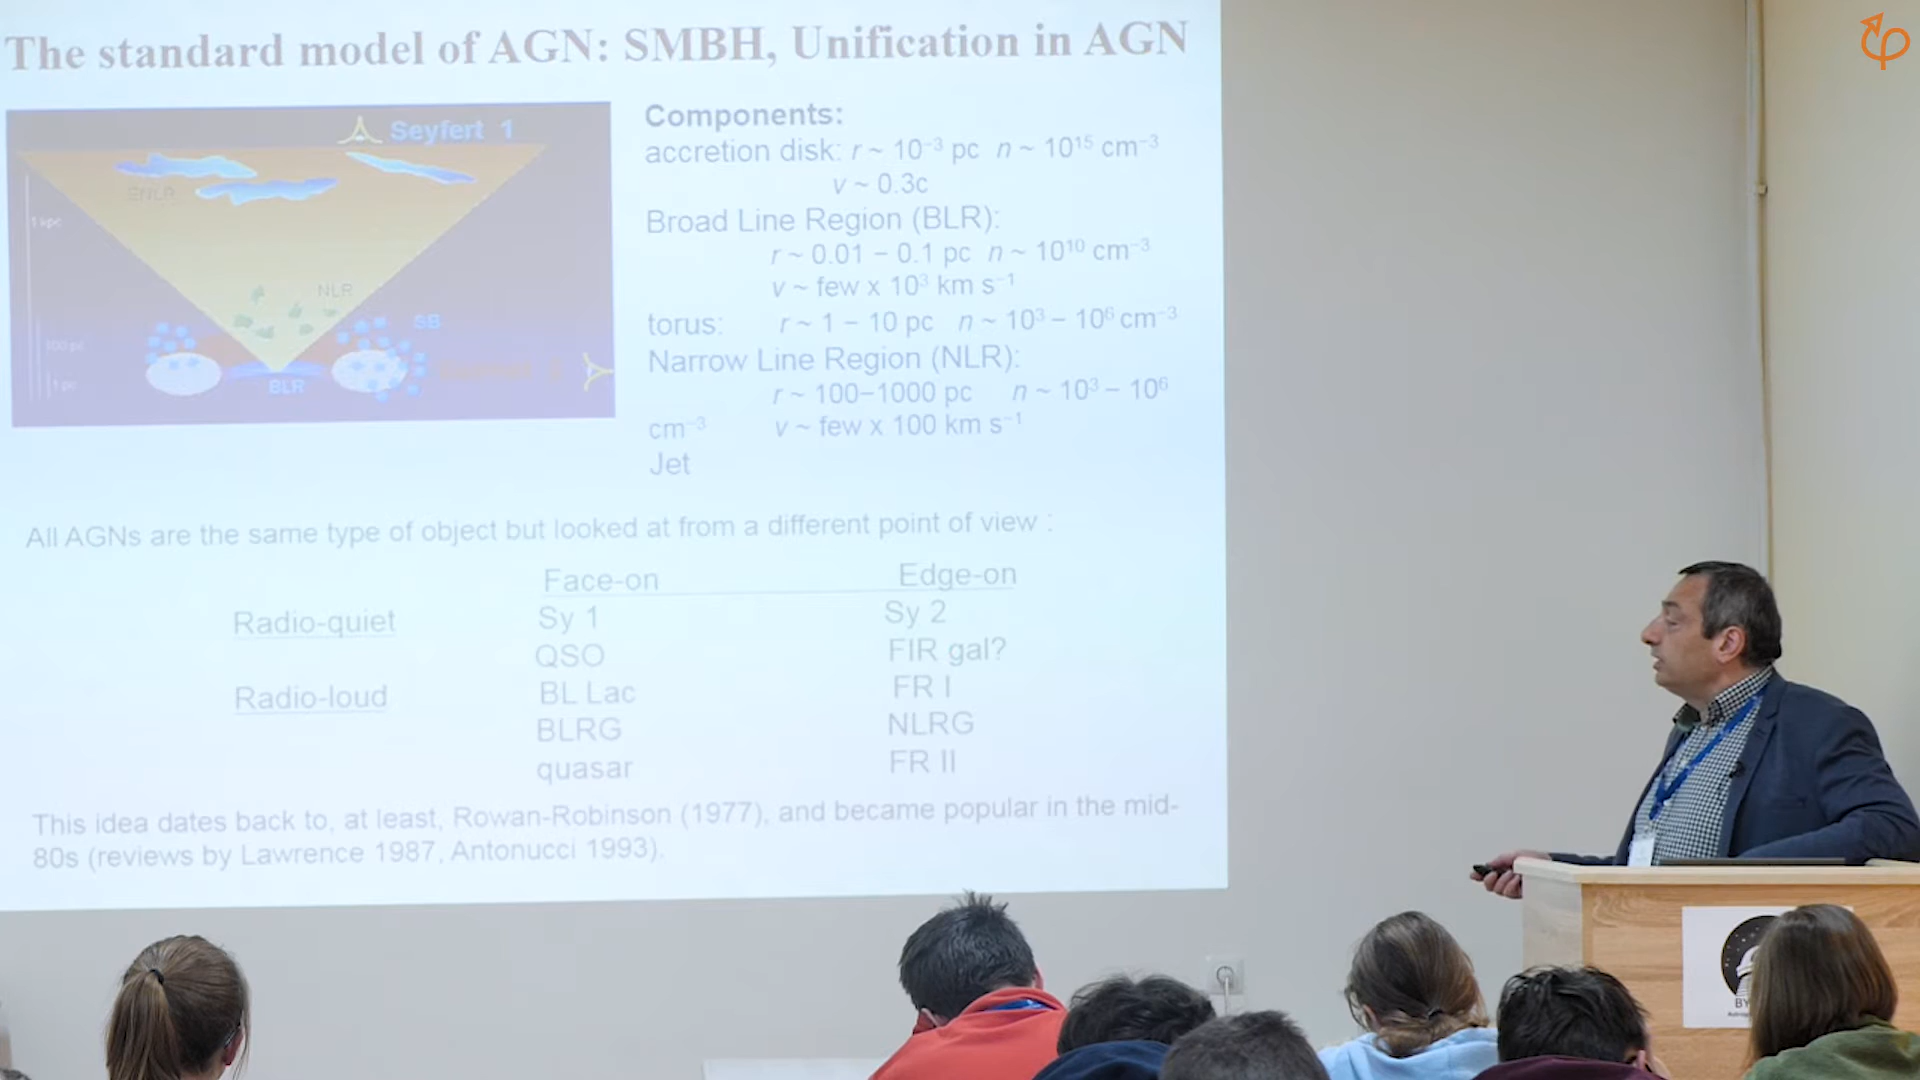 The standard model of AGN: SMBH, Unification in AGN
Seyfert 1
ENLR
1 kpc
NLR
SB
100 pc
1 pc
BLR
Components:
accretion disk: r ~ 10⁻³ pc n ~ 10¹⁵ cm⁻³
v ~ 0.3c
Broad Line Region (BLR):
r ~ 0.01 – 0.1 pc n ~ 10¹⁰ cm⁻³
v ~ few x 10³ km s⁻¹
torus: r ~ 1 – 10 pc n ~ 10³ – 10⁶ cm⁻³
Narrow Line Region (NLR):
r ~ 100–1000 pc n ~ 10³ – 10⁶
cm⁻³ v ~ few x 100 km s⁻¹
Jet
All AGNs are the same type of object but looked at from a different point of view :
Face-on Edge-on
Radio-quiet Sy 1 Sy 2
QSO FIR gal?
Radio-loud BL Lac FR I
BLRG NLRG
quasar FR II
This idea dates back to, at least, Rowan-Robinson (1977), and became popular in the mid-
80s (reviews by Lawrence 1987, Antonucci 1993).